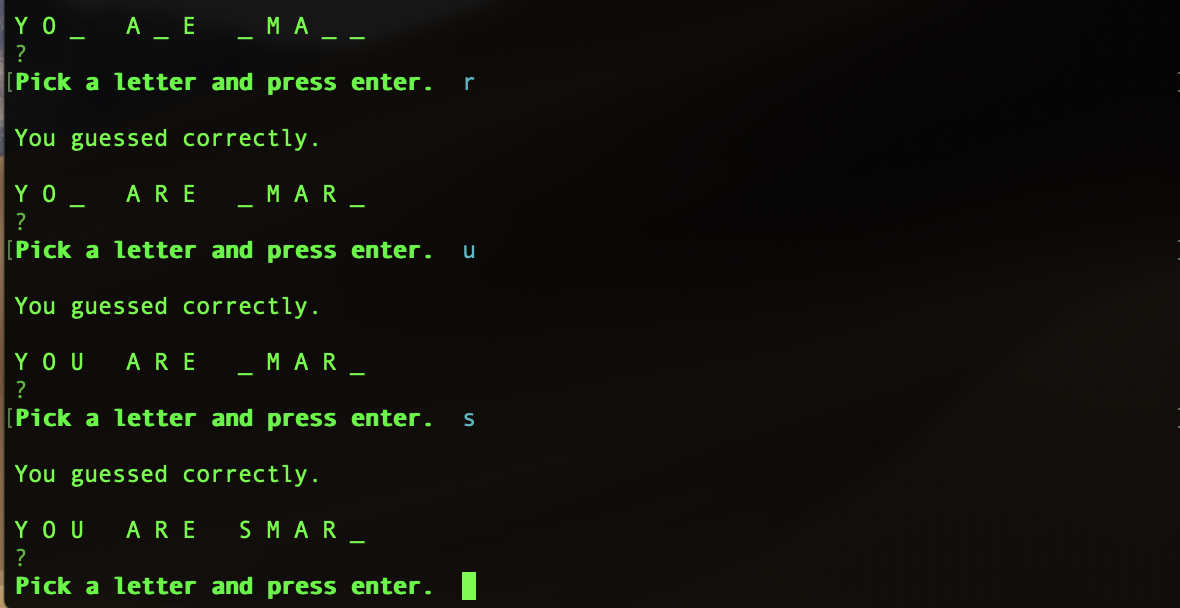 Y O _   A _ E   _ M A _ _
?
[Pick a letter and press enter.  r
You guessed correctly.
Y O _   A R E   _ M A R _
?
[Pick a letter and press enter.  u
You guessed correctly.
Y O U   A R E   _ M A R _
?
[Pick a letter and press enter.  s
You guessed correctly.
Y O U   A R E   S M A R _
?
Pick a letter and press enter.